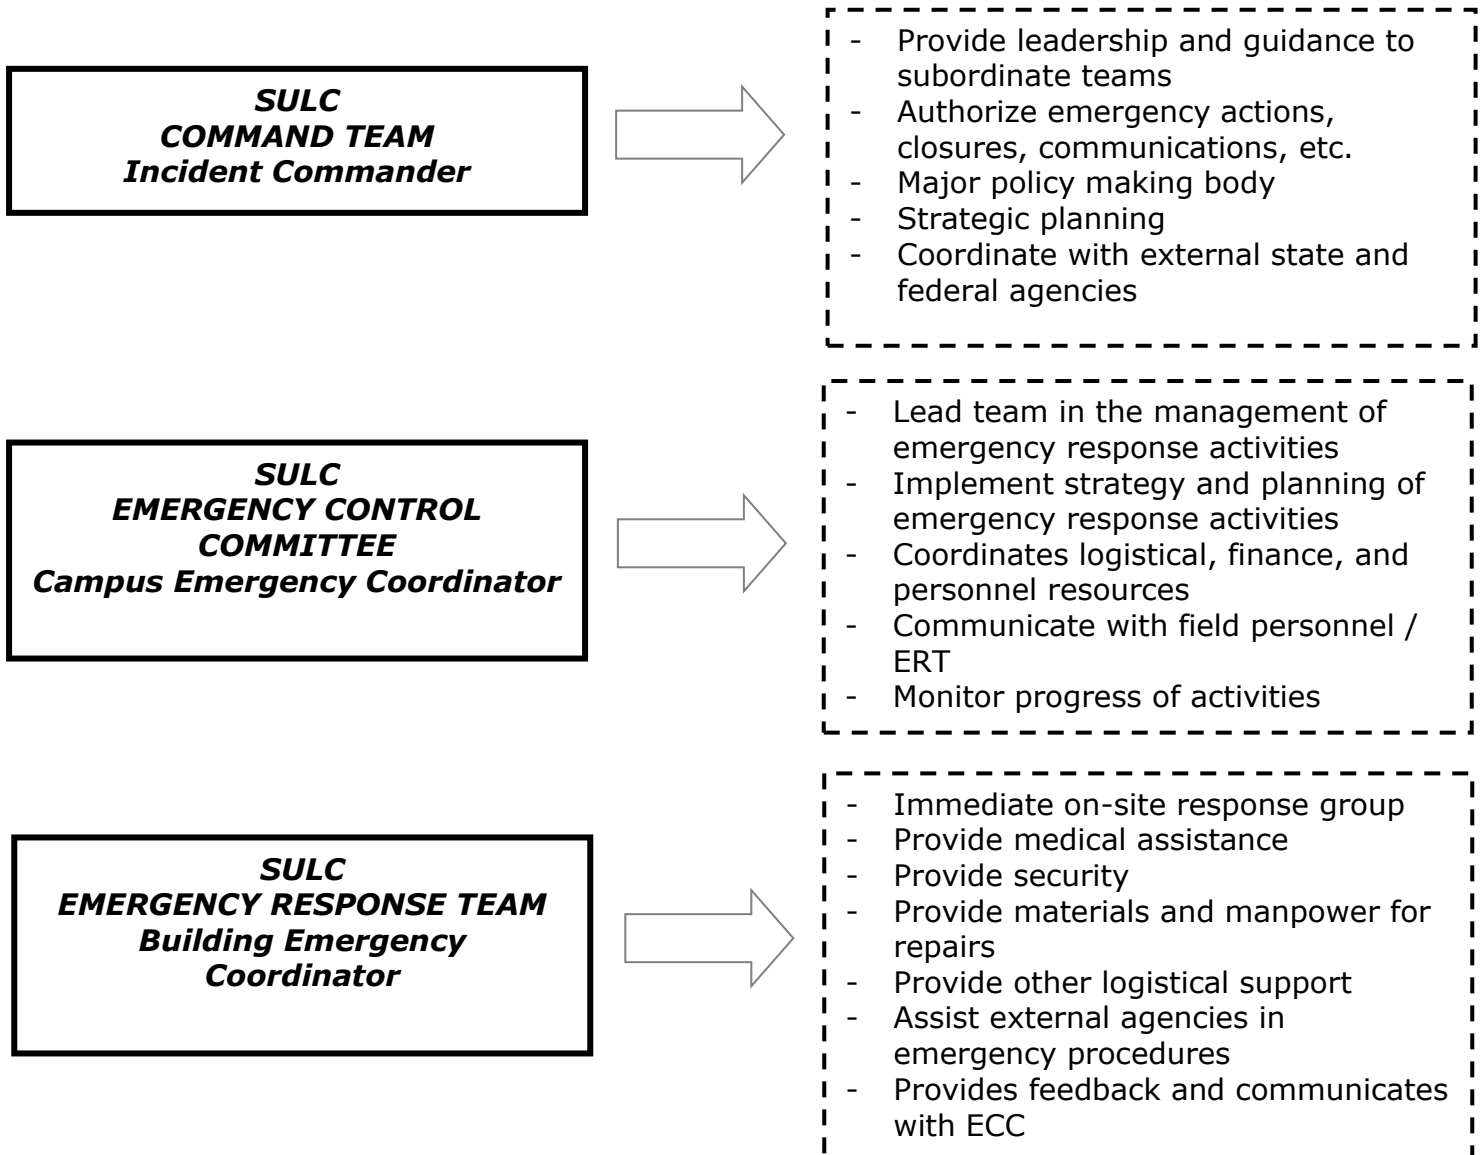 SULC
COMMAND TEAM
Incident Commander
- Provide leadership and guidance to
subordinate teams
- Authorize emergency actions,
closures, communications, etc.
- Major policy making body
- Strategic planning
- Coordinate with external state and
federal agencies
SULC
EMERGENCY CONTROL
COMMITTEE
Campus Emergency Coordinator
- Lead team in the management of
emergency response activities
- Implement strategy and planning of
emergency response activities
- Coordinates logistical, finance, and
personnel resources
- Communicate with field personnel /
ERT
- Monitor progress of activities
SULC
EMERGENCY RESPONSE TEAM
Building Emergency
Coordinator
- Immediate on-site response group
- Provide medical assistance
- Provide security
- Provide materials and manpower for
repairs
- Provide other logistical support
- Assist external agencies in
emergency procedures
- Provides feedback and communicates
with ECC